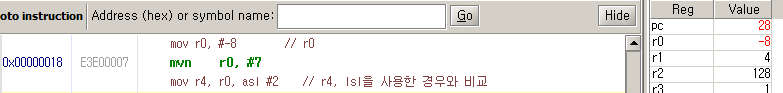 oto instruction Address (hex) or symbol name: Go Hide
Reg Value
mov r0, #-8 // r0
0x00000018 E3E00007 mvn r0, #7
mov r4, r0, asl #2 // r4, lsl을 사용한 경우와 비교
pc 28
r0 -8
r1 4
r2 128
r3 1